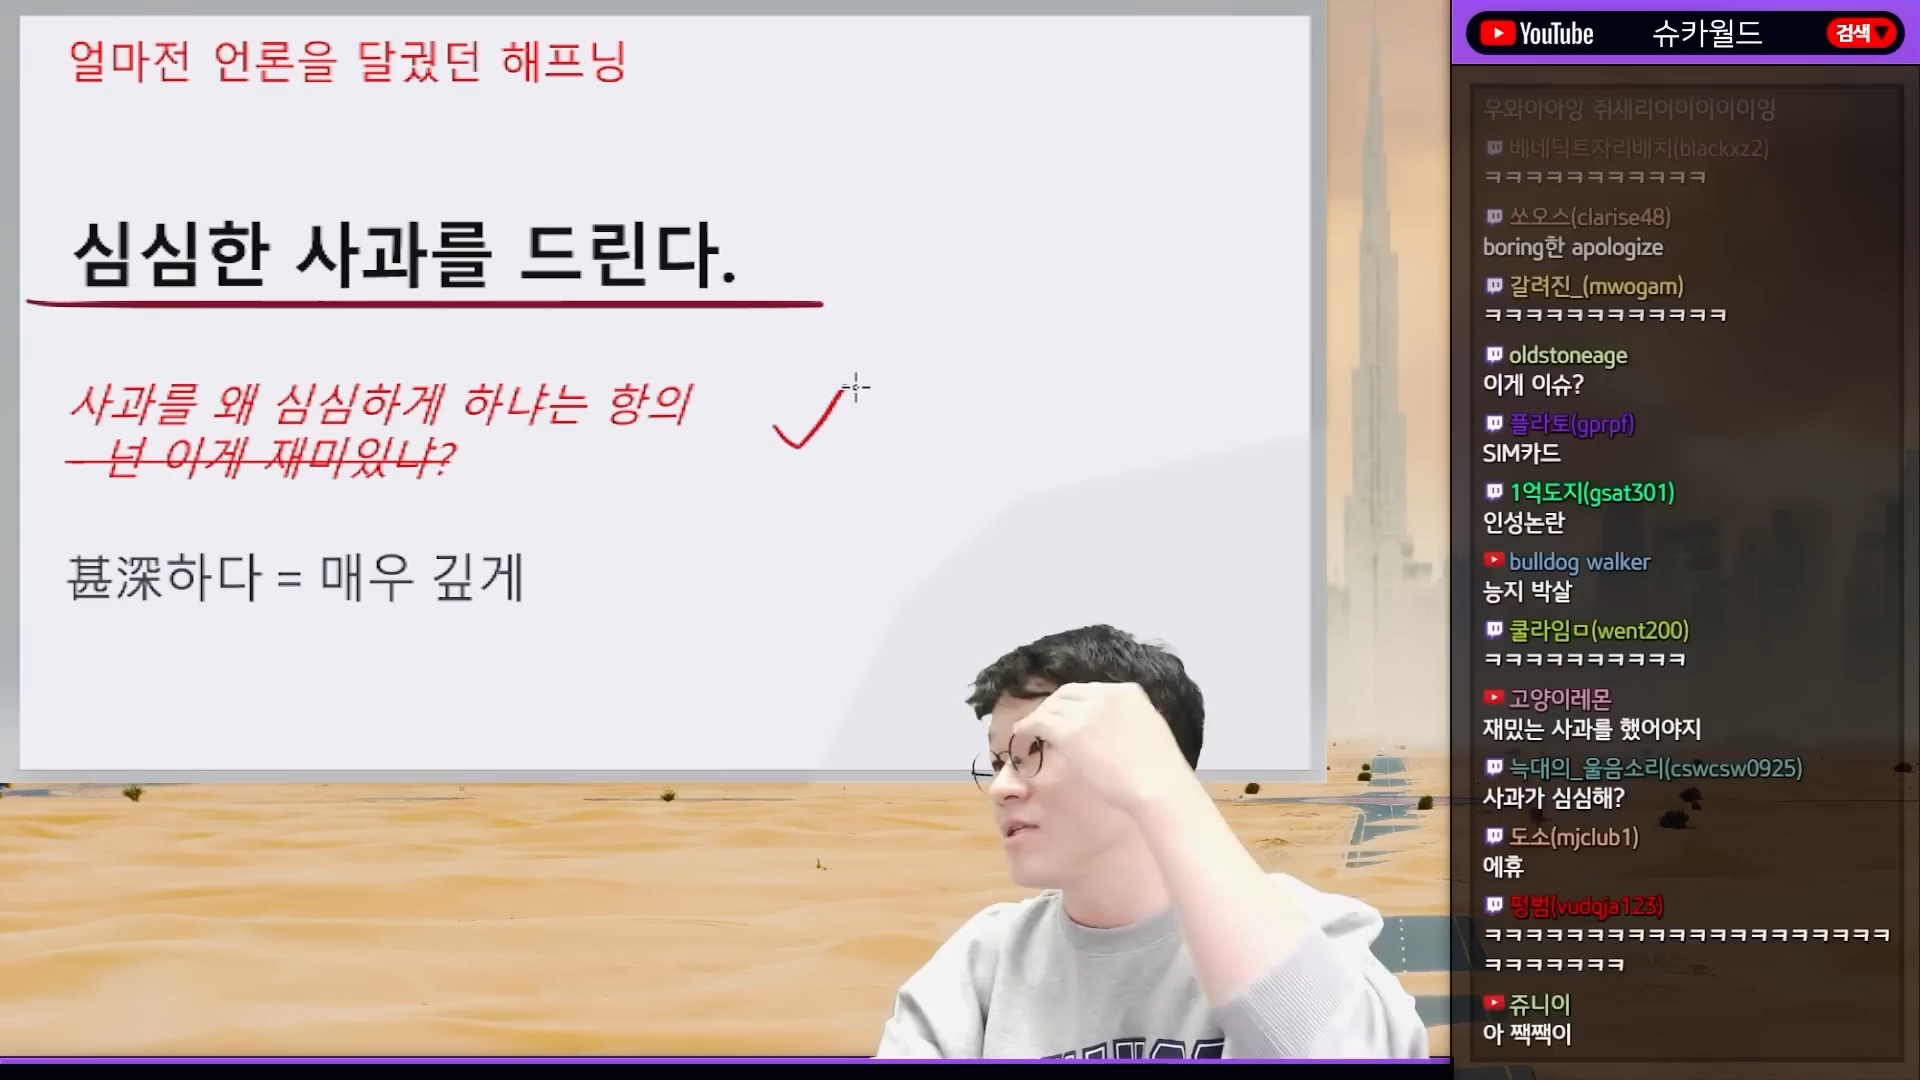 얼마전 언론을 달궜던 해프닝
심심한 사과를 드린다.
사과를 왜 심심하게 하냐는 항의
넌 이게 재미있냐?
甚深하다 = 매우 깊게
YouTube 슈카월드 검색
우와아아앙 쥐새리이이이이이잉
베네딕트자리배치(blackxz2)
ㅋㅋㅋㅋㅋㅋㅋㅋㅋㅋㅋ
쏘오스(clarise48)
boring한 apologize
갈려진_(mwogam)
ㅋㅋㅋㅋㅋㅋㅋㅋㅋㅋㅋㅋ
oldstoneage
이게 이슈?
플라토(gprpf)
SIM카드
1억도지(gsat301)
인성논란
bulldog walker
능지 박살
쿨라임ㅁ(went200)
ㅋㅋㅋㅋㅋㅋㅋㅋㅋㅋ
고양이레몬
재밌는 사과를 했어야지
늑대의_울음소리(cswcsw0925)
사과가 심심해?
도소(mjclub1)
에휴
펑범(vudqja123)
ㅋㅋㅋㅋㅋㅋㅋㅋㅋㅋㅋㅋㅋㅋㅋㅋㅋㅋㅋㅋ
ㅋㅋㅋㅋㅋㅋㅋ
쥬니이
아 짹짹이